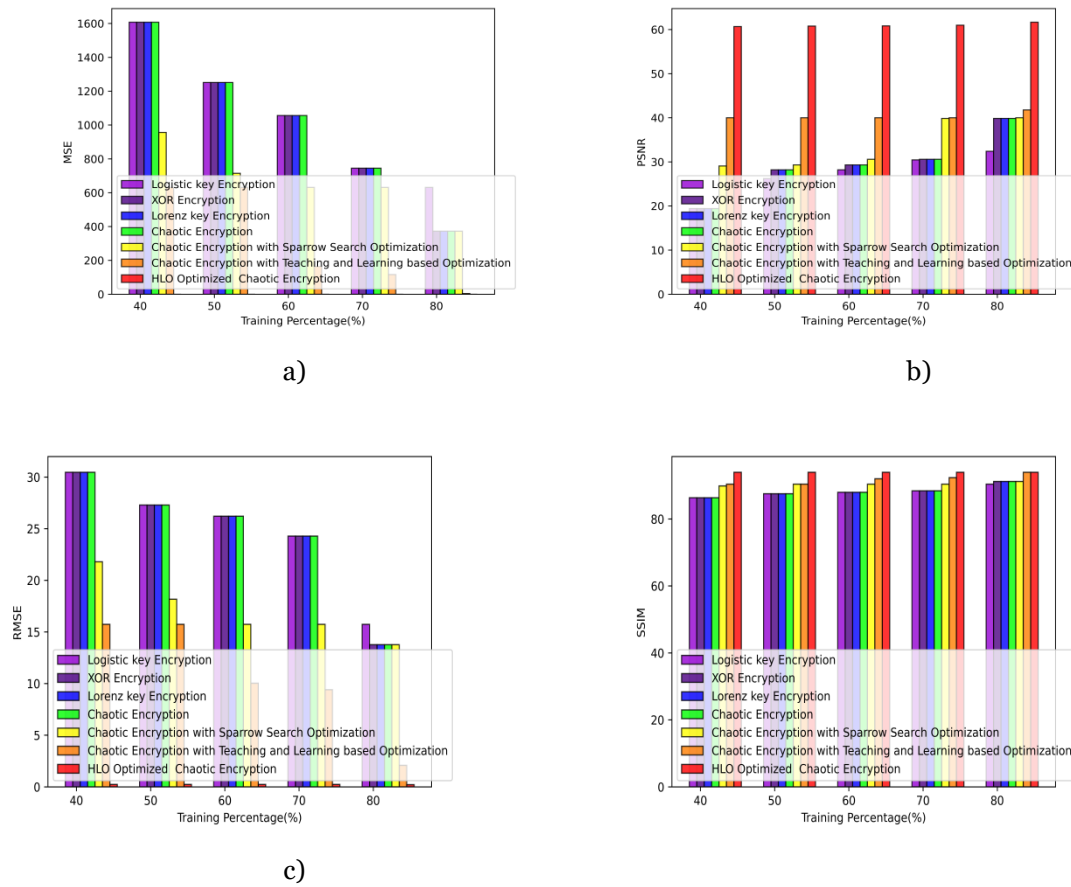 1600
1400
1200
1000
800
600
400
200
0
MSE
Logistic key Encryption
XOR Encryption
Lorenz key Encryption
Chaotic Encryption
Chaotic Encryption with Sparrow Search Optimization
Chaotic Encryption with Teaching and Learning based Optimization
HLO Optimized  Chaotic Encryption
40 50 60 70 80
Training Percentage(%)
a)
60
50
40
30
20
10
0
PSNR
Logistic key Encryption
XOR Encryption
Lorenz key Encryption
Chaotic Encryption
Chaotic Encryption with Sparrow Search Optimization
Chaotic Encryption with Teaching and Learning based Optimization
HLO Optimized  Chaotic Encryption
40 50 60 70 80
Training Percentage(%)
b)
30
25
20
15
10
5
0
RMSE
Logistic key Encryption
XOR Encryption
Lorenz key Encryption
Chaotic Encryption
Chaotic Encryption with Sparrow Search Optimization
Chaotic Encryption with Teaching and Learning based Optimization
HLO Optimized  Chaotic Encryption
40 50 60 70 80
Training Percentage(%)
c)
80
60
40
20
0
SSIM
Logistic key Encryption
XOR Encryption
Lorenz key Encryption
Chaotic Encryption
Chaotic Encryption with Sparrow Search Optimization
Chaotic Encryption with Teaching and Learning based Optimization
HLO Optimized  Chaotic Encryption
40 50 60 70 80
Training Percentage(%)